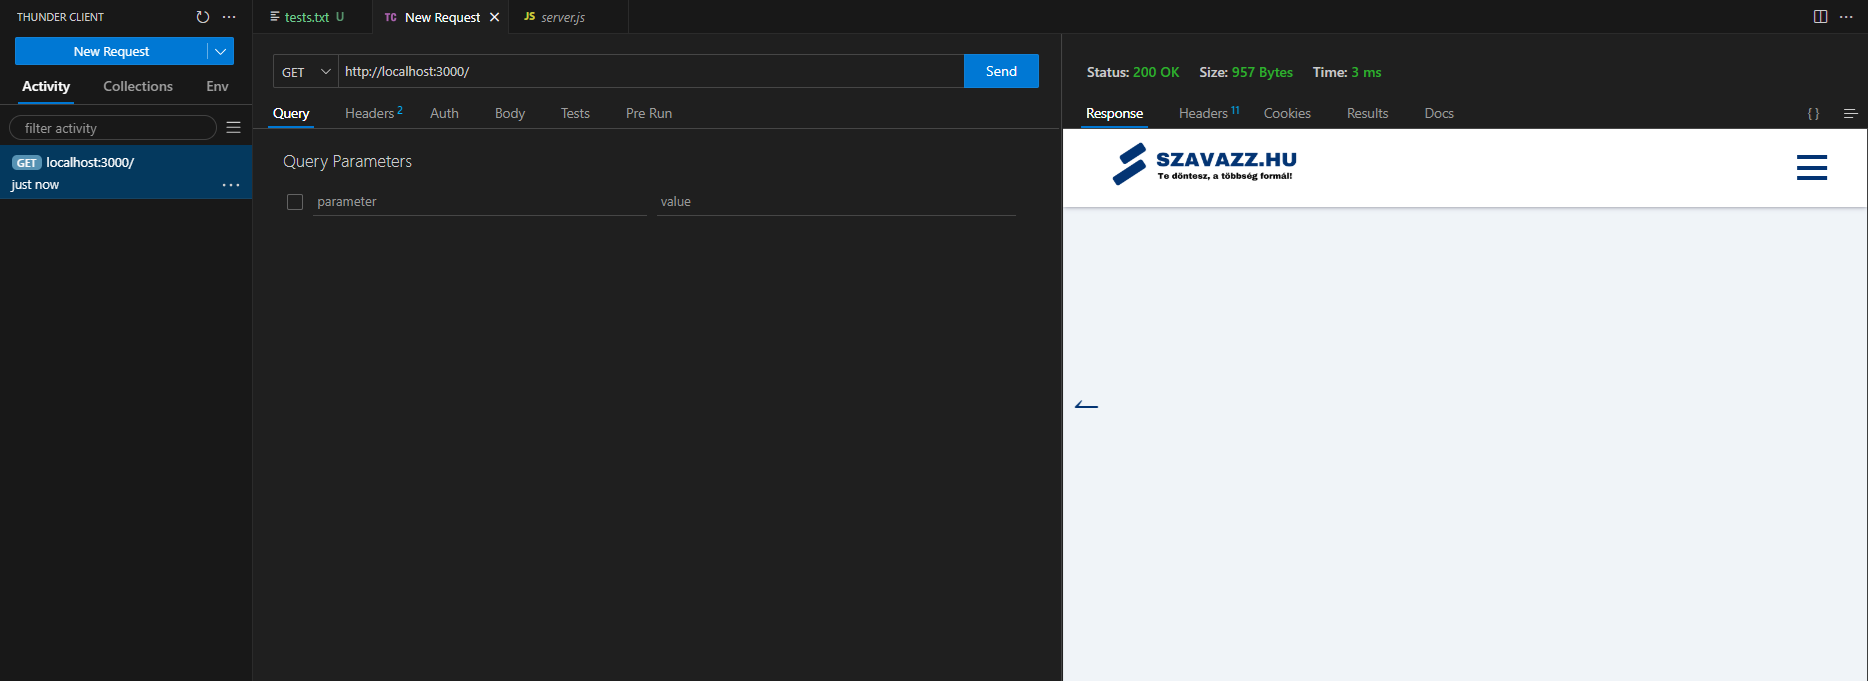 THUNDER CLIENT
New Request
Activity Collections Env
filter activity
GET localhost:3000/
just now
tests.txt U
TC New Request
JS server.js
GET http://localhost:3000/ Send
Query Headers 2 Auth Body Tests Pre Run
Query Parameters
parameter value
Status: 200 OK Size: 957 Bytes Time: 3 ms
Response Headers 11 Cookies Results Docs { }
SZAVAZZ.HU
Te döntesz, a többség formál!